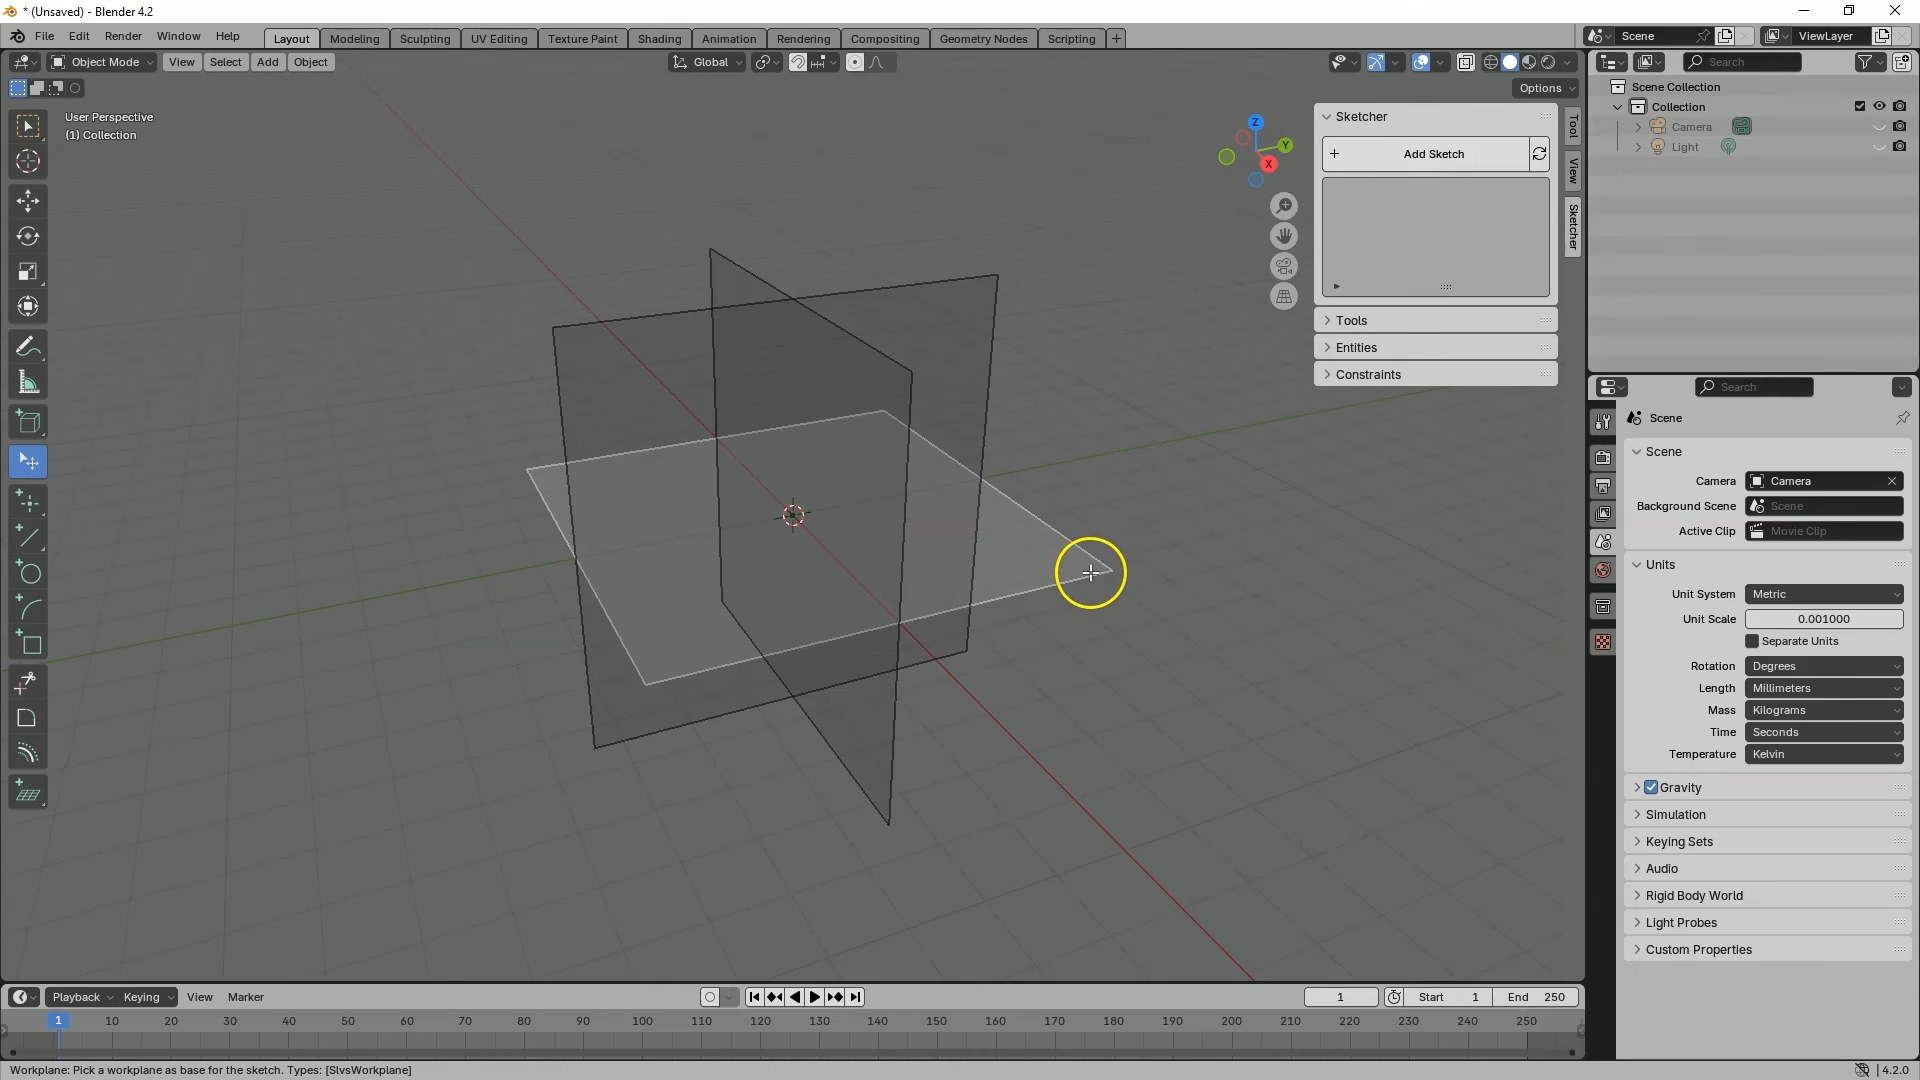 * (Unsaved) - Blender 4.2
File Edit Render Window Help
Layout Modeling Sculpting UV Editing Texture Paint Shading Animation Rendering Compositing Geometry Nodes Scripting +
Scene
ViewLayer
Object Mode View Select Add Object
Global
Options
User Perspective
(1) Collection
Z
Y
X
Sketcher
+ Add Sketch
Tools
Entities
Constraints
Tool
View
Sketcher
Search
Scene Collection
Collection
Camera
Light
Search
Scene
Scene
Camera Camera
Background Scene Scene
Active Clip Movie Clip
Units
Unit System Metric
Unit Scale 0.001000
Separate Units
Rotation Degrees
Length Millimeters
Mass Kilograms
Time Seconds
Temperature Kelvin
Gravity
Simulation
Keying Sets
Audio
Rigid Body World
Light Probes
Custom Properties
Playback Keying View Marker
1 Start 1 End 250
1 10 20 30 40 50 60 70 80 90 100 110 120 130 140 150 160 170 180 190 200 210 220 230 240 250
Workplane: Pick a workplane as base for the sketch. Types: [SlvsWorkplane]
4.2.0